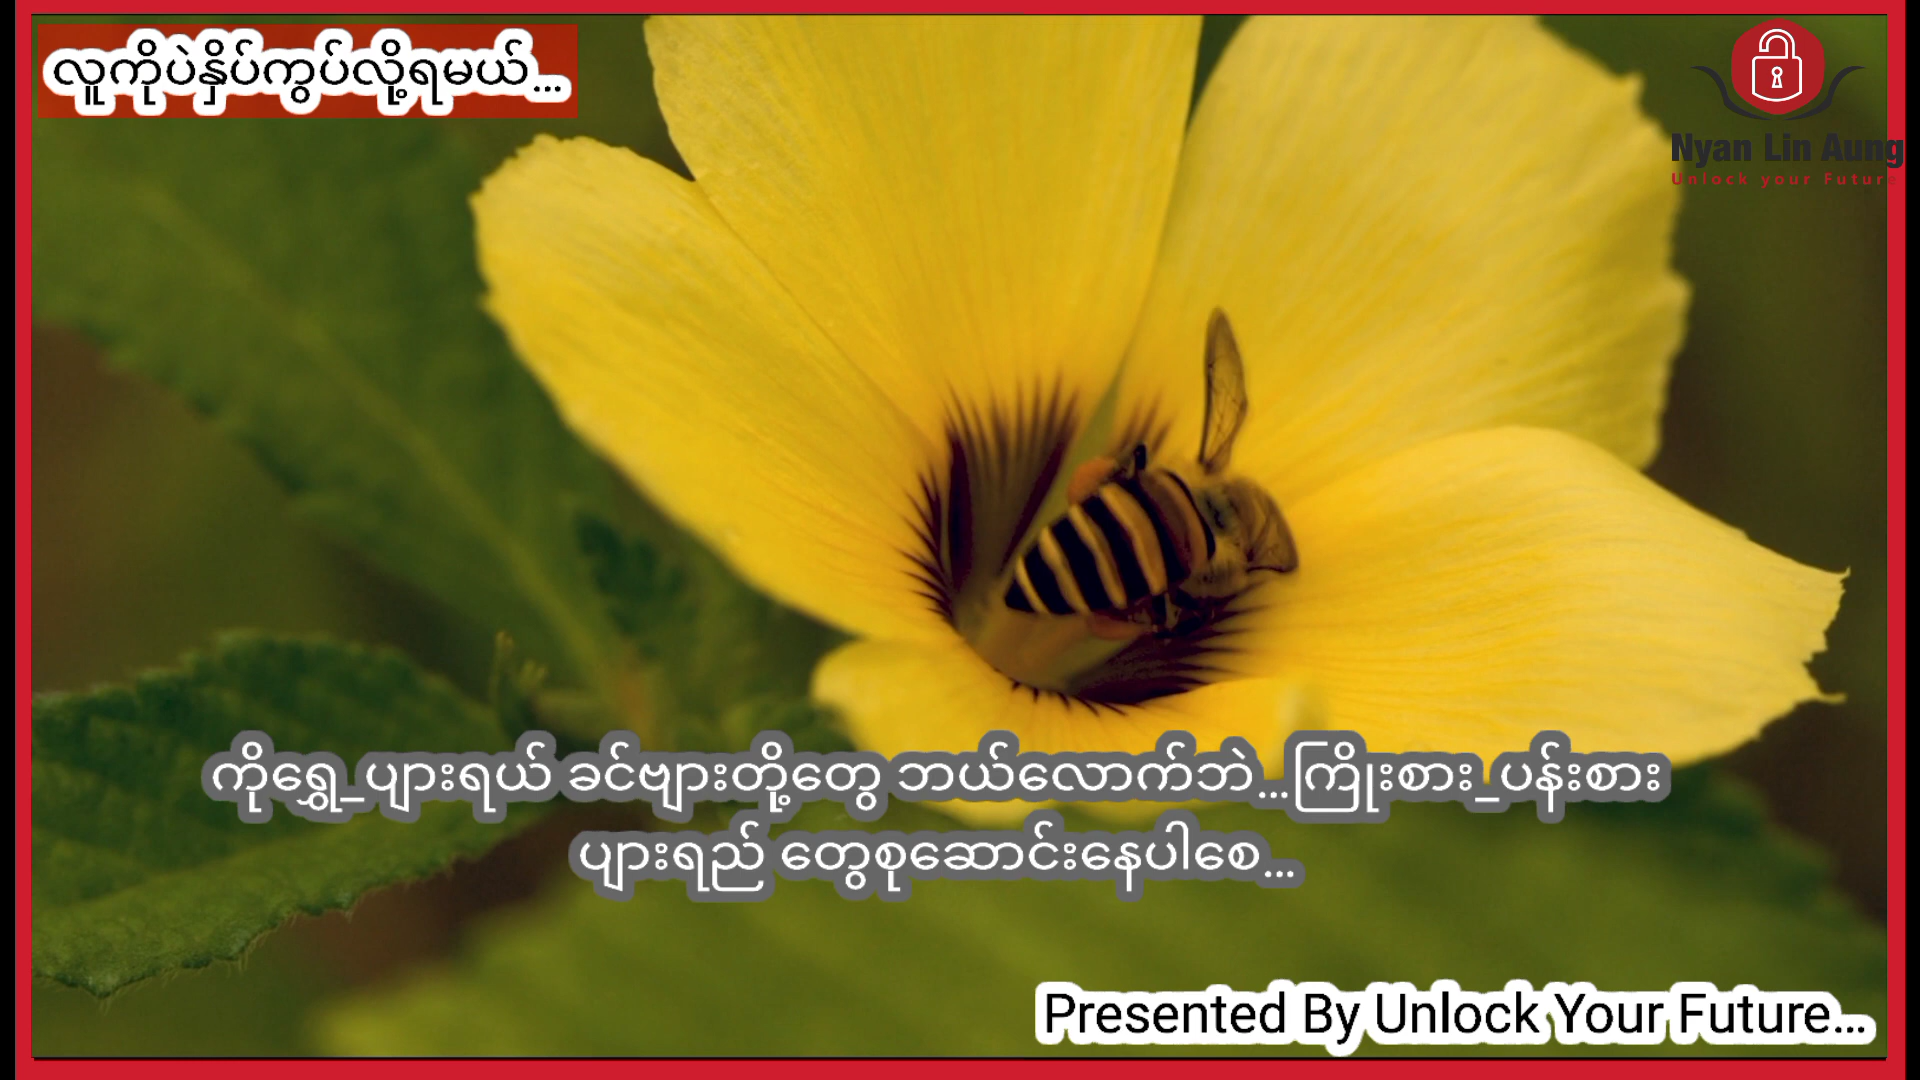 လူကိုပဲနှိပ်ကွပ်လို့ရမယ်...
Nyan Lin Aung
Unlock your Future
ကိုရွှေ_ပျားရယ် ခင်ဗျားတို့တွေ ဘယ်လောက်ဘဲ...ကြိုးစား_ပန်းစား
ပျားရည် တွေစုဆောင်းနေပါစေ...
Presented By Unlock Your Future...